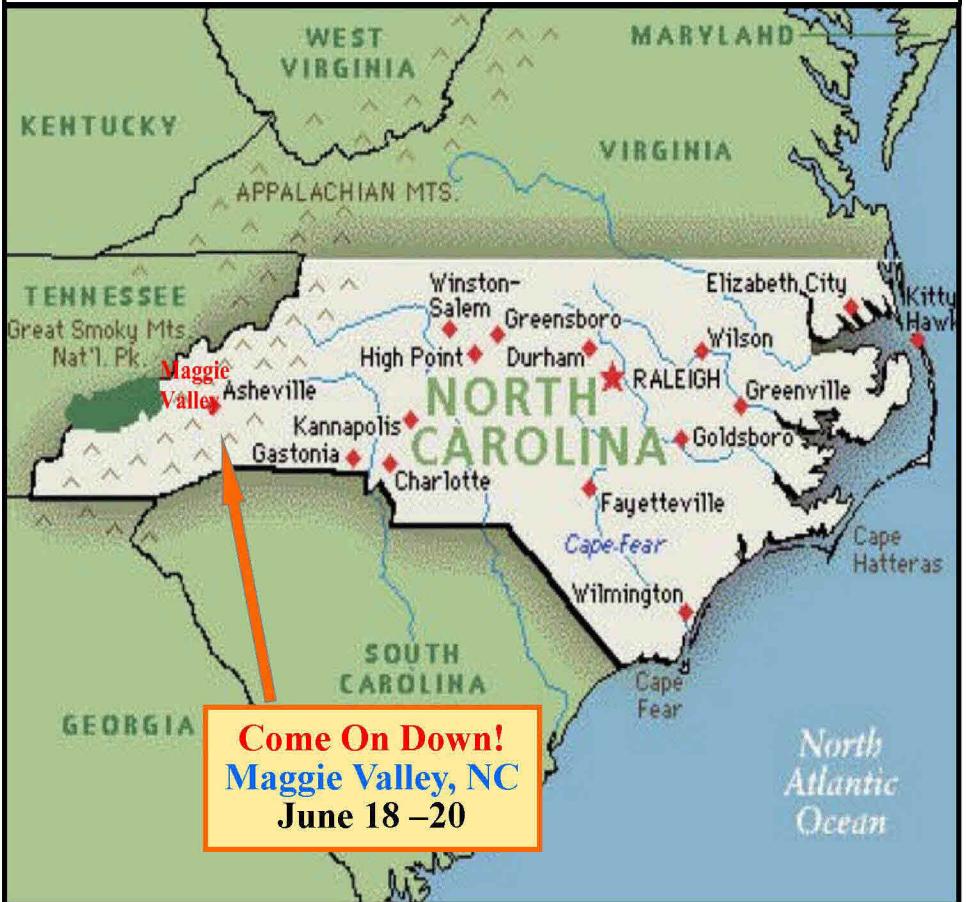 WEST
VIRGINIA
MARYLAND
KENTUCKY
VIRGINIA
APPALACHIAN MTS.
TENNESSEE
Great Smoky Mts.
Nat'l. Pk.
Winston-
Salem
Greensboro
Elizabeth City
Kitty
Hawk
High Point
Durham
Wilson
RALEIGH
Maggie
Valley
Asheville
NORTH
CAROLINA
Greenville
Kannapolis
Goldsboro
Gastonia
Charlotte
Fayetteville
Cape Fear
Cape
Hatteras
Wilmington
SOUTH
CAROLINA
Cape
Fear
GEORGIA
Come On Down!
Maggie Valley, NC
June 18 –20
North
Atlantic
Ocean